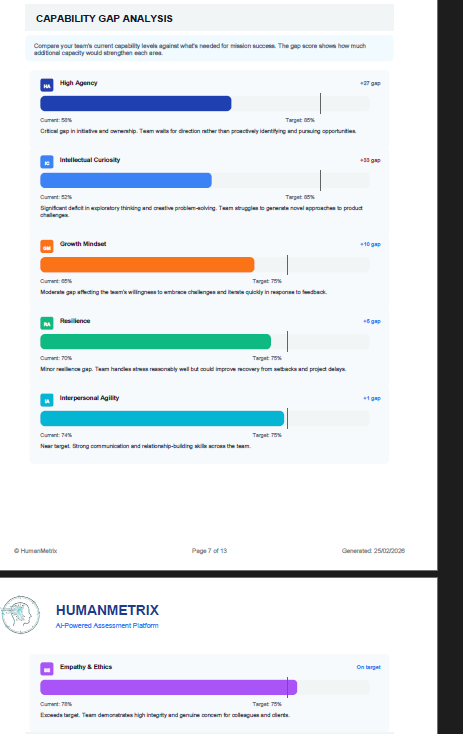 CAPABILITY GAP ANALYSIS
Compare your team's current capability levels against what's needed for mission success. The gap score shows how much
additional capacity would strengthen each area.
HA High Agency +27 gap
Current: 58% Target: 85%
Critical gap in initiative and ownership. Team waits for direction rather than proactively identifying and pursuing opportunities.
IC Intellectual Curiosity +33 gap
Current: 52% Target: 85%
Significant deficit in exploratory thinking and creative problem-solving. Team struggles to generate novel approaches to product
challenges.
GM Growth Mindset +10 gap
Current: 65% Target: 75%
Moderate gap affecting the team's willingness to embrace challenges and iterate quickly in response to feedback.
Resilience +5 gap
Current: 70% Target: 75%
Minor resilience gap. Team handles stress reasonably well but could improve recovery from setbacks and project delays.
IA Interpersonal Agility +1 gap
Current: 74% Target: 75%
Near target. Strong communication and relationship-building skills across the team.
© HumanMetrix Page 7 of 13 Generated: 25/02/2026
HUMANMETRIX
AI-Powered Assessment Platform
Empathy & Ethics On target
Current: 78% Target: 75%
Exceeds target. Team demonstrates high integrity and genuine concern for colleagues and clients.